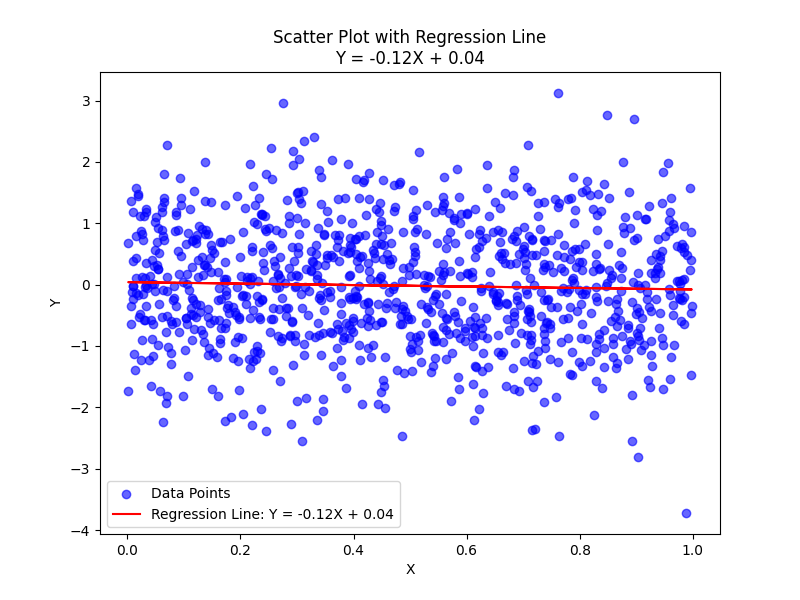 Scatter Plot with Regression Line
Y = -0.12X + 0.04
3
2
1
0
−1
−2
−3
−4
Y
Data Points
Regression Line: Y = -0.12X + 0.04
0.0 0.2 0.4 0.6 0.8 1.0
X